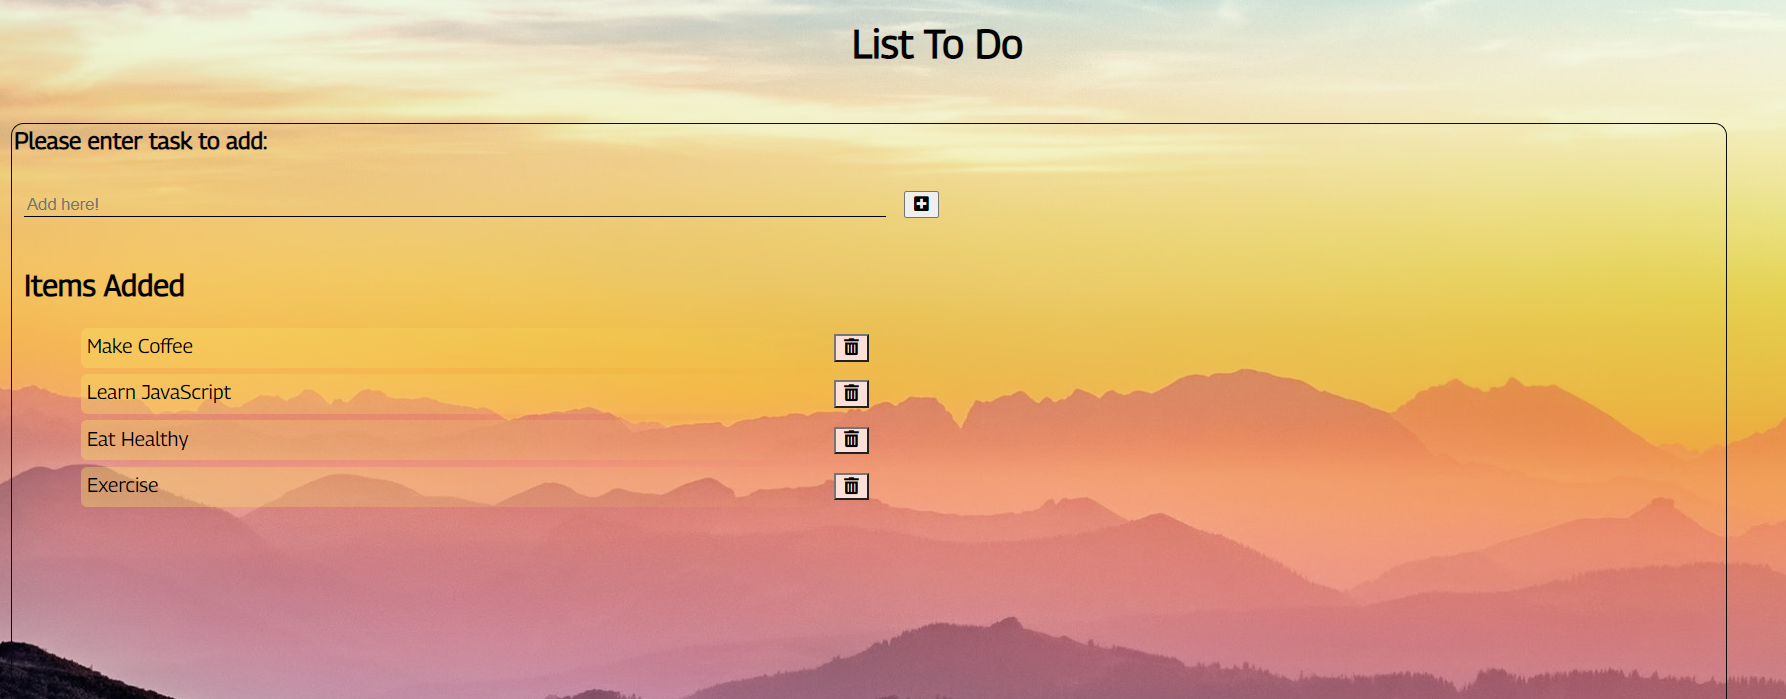 List To Do
Please enter task to add:
Add here!
Items Added
Make Coffee
Learn JavaScript
Eat Healthy
Exercise